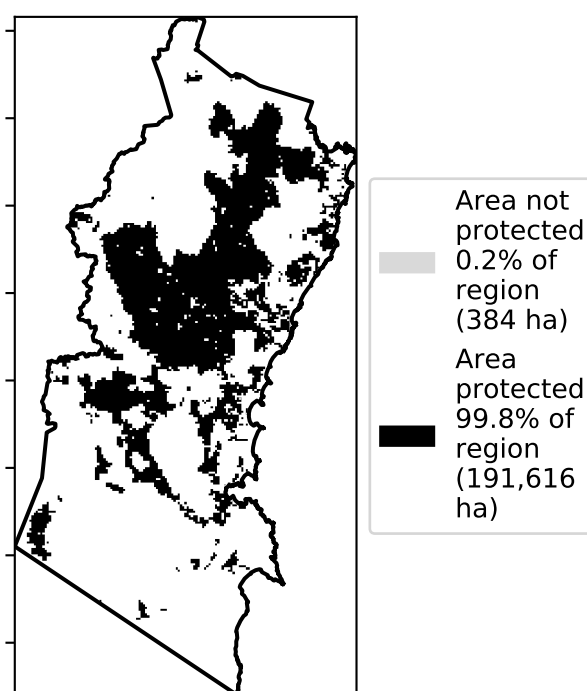 Area not
protected
0.2% of
region
(384 ha)
Area
protected
99.8% of
region
(191,616
ha)